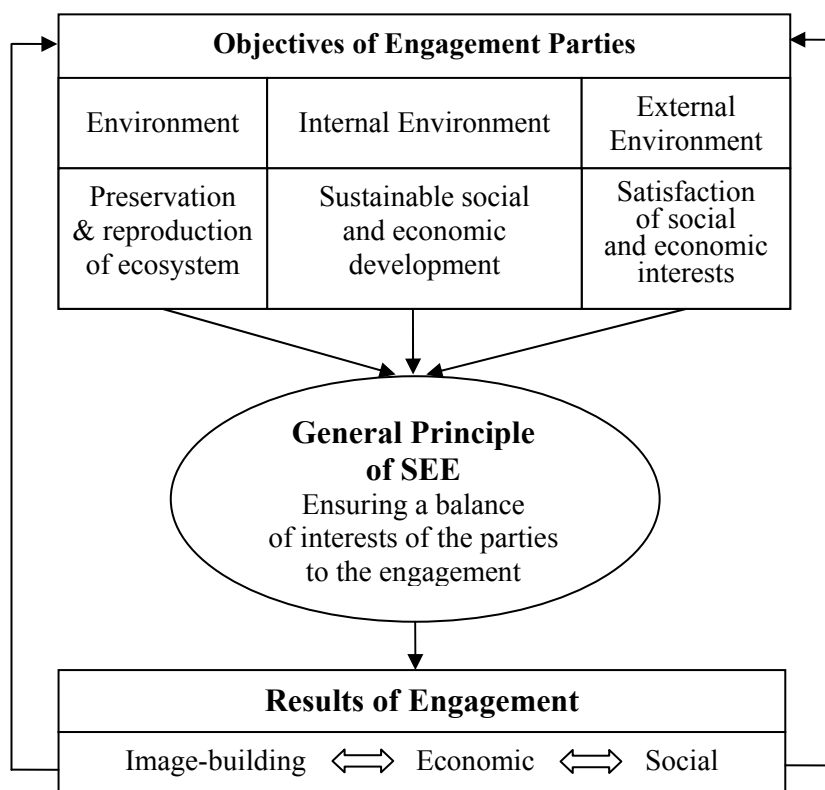 Objectives of Engagement Parties
Environment
Internal Environment
External
Environment
Preservation
& reproduction
of ecosystem
Sustainable social
and economic
development
Satisfaction
of social
and economic
interests
General Principle
of SEE
Ensuring a balance
of interests of the parties
to the engagement
Results of Engagement
Image-building Economic Social